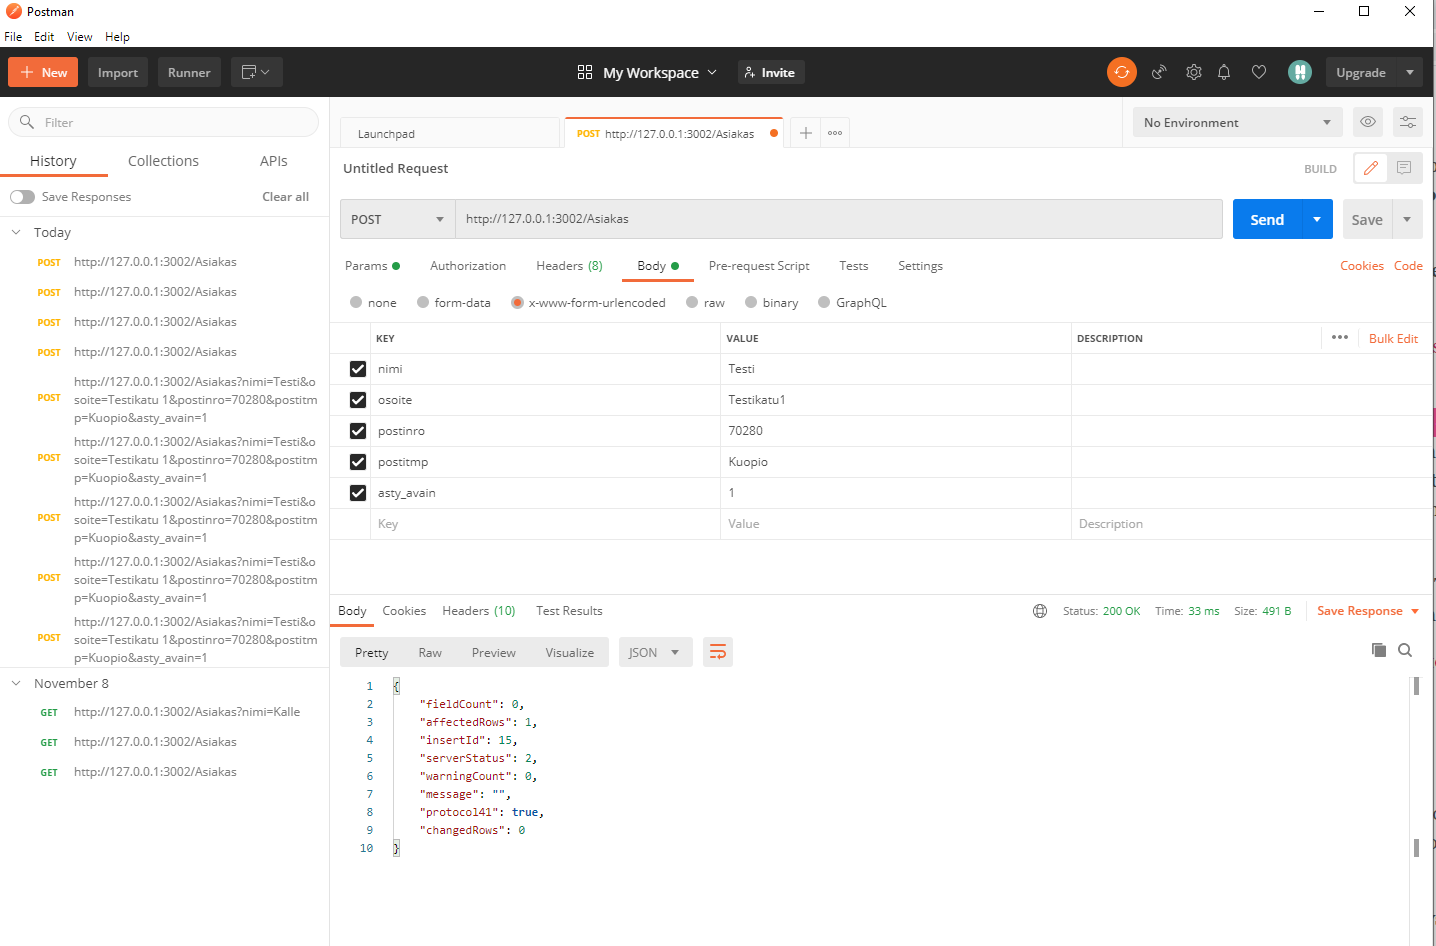 Postman
File Edit View Help
New Import Runner My Workspace Invite Upgrade
Filter
History Collections APIs
Save Responses Clear all
Today
POST http://127.0.0.1:3002/Asiakas
POST http://127.0.0.1:3002/Asiakas
POST http://127.0.0.1:3002/Asiakas
POST http://127.0.0.1:3002/Asiakas
POST http://127.0.0.1:3002/Asiakas?nimi=Testi&o
soite=Testikatu 1&postinro=70280&postitm
p=Kuopio&asty_avain=1
POST http://127.0.0.1:3002/Asiakas?nimi=Testi&o
soite=Testikatu 1&postinro=70280&postitm
p=Kuopio&asty_avain=1
POST http://127.0.0.1:3002/Asiakas?nimi=Testi&o
soite=Testikatu 1&postinro=70280&postitm
p=Kuopio&asty_avain=1
POST http://127.0.0.1:3002/Asiakas?nimi=Testi&o
soite=Testikatu 1&postinro=70280&postitm
p=Kuopio&asty_avain=1
POST http://127.0.0.1:3002/Asiakas?nimi=Testi&o
soite=Testikatu 1&postinro=70280&postitm
p=Kuopio&asty_avain=1
November 8
GET http://127.0.0.1:3002/Asiakas?nimi=Kalle
GET http://127.0.0.1:3002/Asiakas
GET http://127.0.0.1:3002/Asiakas
Launchpad POST http://127.0.0.1:3002/Asiakas No Environment
Untitled Request BUILD
POST http://127.0.0.1:3002/Asiakas Send Save
Params Authorization Headers (8) Body Pre-request Script Tests Settings Cookies Code
none form-data x-www-form-urlencoded raw binary GraphQL
KEY VALUE DESCRIPTION Bulk Edit
nimi Testi
osoite Testikatu1
postinro 70280
postitmp Kuopio
asty_avain 1
Key Value Description
Body Cookies Headers (10) Test Results Status: 200 OK Time: 33 ms Size: 491 B Save Response
Pretty Raw Preview Visualize JSON
1 {
2 "fieldCount": 0,
3 "affectedRows": 1,
4 "insertId": 15,
5 "serverStatus": 2,
6 "warningCount": 0,
7 "message": "",
8 "protocol41": true,
9 "changedRows": 0
10 }